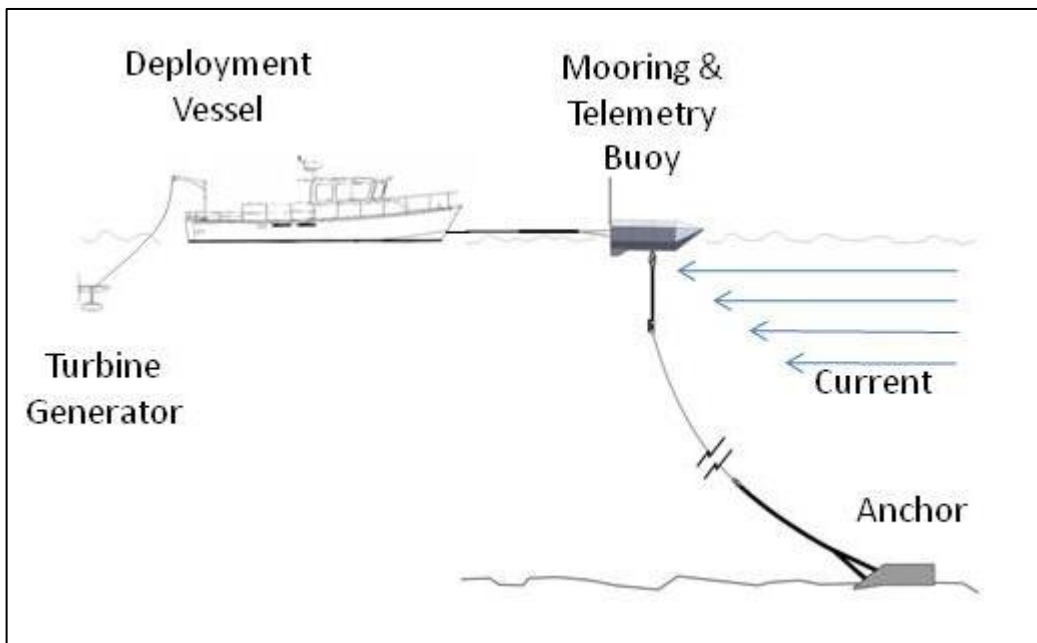 Deployment
Vessel
Mooring &
Telemetry
Buoy
Turbine
Generator
Current
Anchor